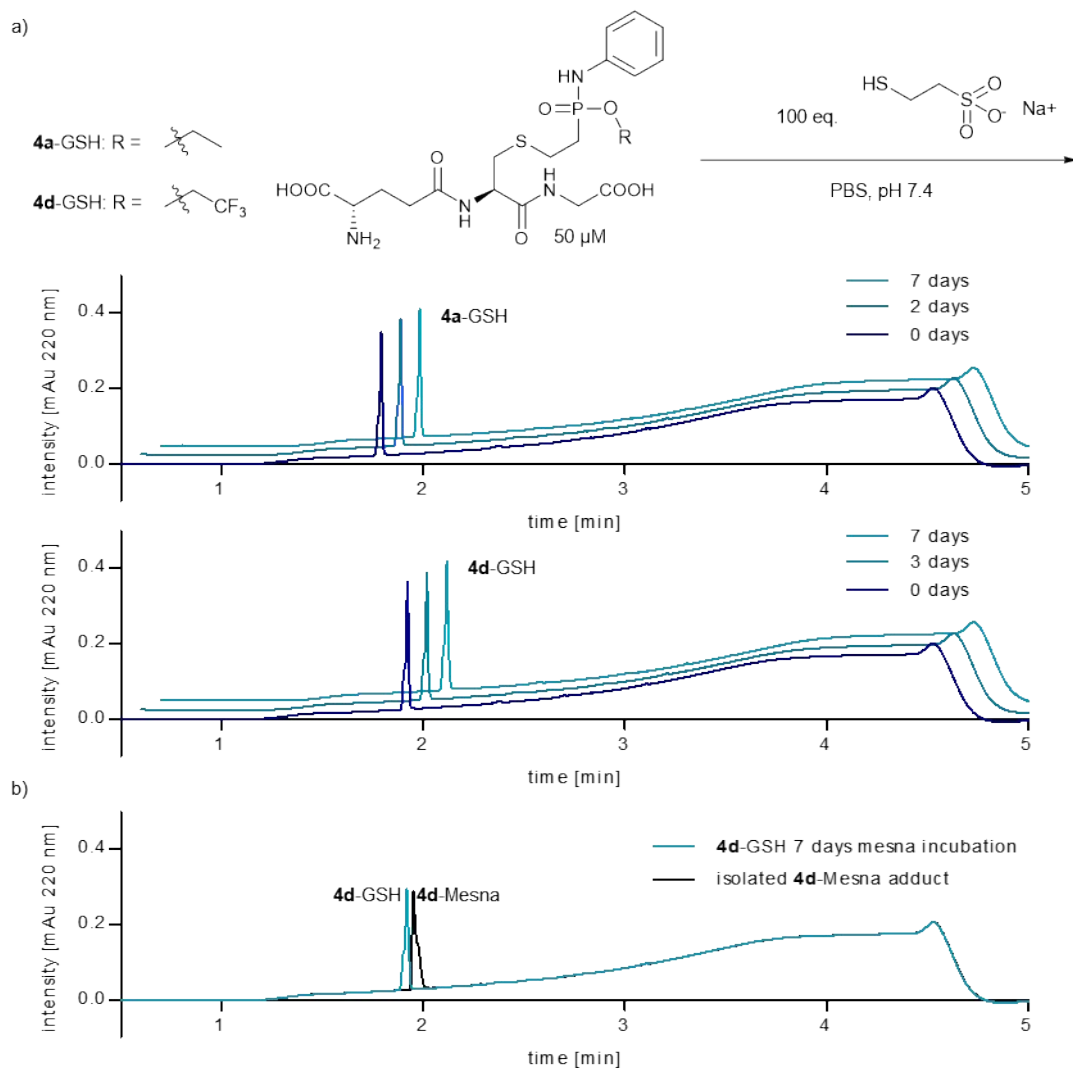 a)
HN
O P O
R
S
HS
S O
O
O-
Na+
100 eq.
PBS, pH 7.4
4a-GSH: R =
4d-GSH: R =
CF3
HOOC
NH2
O
N
H
O
H
N
COOH
50 µM
intensity [mAu 220 nm]
0.4
0.2
0.0
4a-GSH
7 days
2 days
0 days
1 2 3 4 5
time [min]
intensity [mAu 220 nm]
0.4
0.2
0.0
4d-GSH
7 days
3 days
0 days
1 2 3 4 5
time [min]
b)
intensity [mAu 220 nm]
0.4
0.2
0.0
4d-GSH 4d-Mesna
4d-GSH 7 days mesna incubation
isolated 4d-Mesna adduct
1 2 3 4 5
time [min]